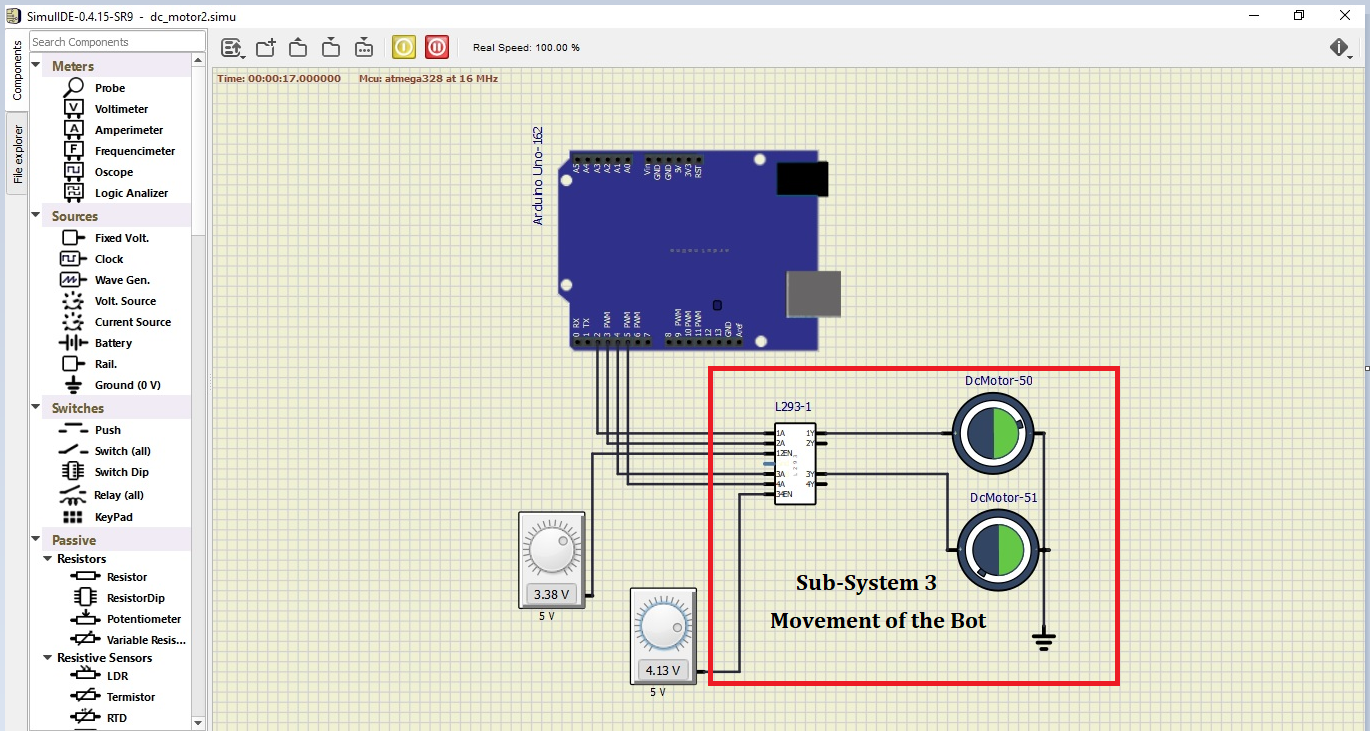 SimulIDE-0.4.15-SR9 - dc_motor2.simu
Components
File explorer
Search Components
Meters
Probe
Voltimeter
Amperimeter
Frequencimeter
Oscope
Logic Analizer
Sources
Fixed Volt.
Clock
Wave Gen.
Volt. Source
Current Source
Battery
Rail.
Ground (0 V)
Switches
Push
Switch (all)
Switch Dip
Relay (all)
KeyPad
Passive
Resistors
Resistor
ResistorDip
Potentiometer
Variable Resis...
Resistive Sensors
LDR
Termistor
RTD
Real Speed: 100.00 %
Time: 00:00:17.000000 Mcu: atmega328 at 16 MHz
Arduino Uno-162
A5 A4 A3 A2 A1 A0 Vin GND GND 5V 3V3 RST
0 RX 1 TX 2 3 PWM 4 5 PWM 6 PWM 7 8 9 PWM 10 PWM 11 PWM 12 13 GND Aref
L293-1
1A 1Y
2A 2Y
12EN
L293
3A 3Y
4A 4Y
34EN
DcMotor-50
DcMotor-51
3.38 V
5 V
4.13 V
5 V
Sub-System 3
Movement of the Bot